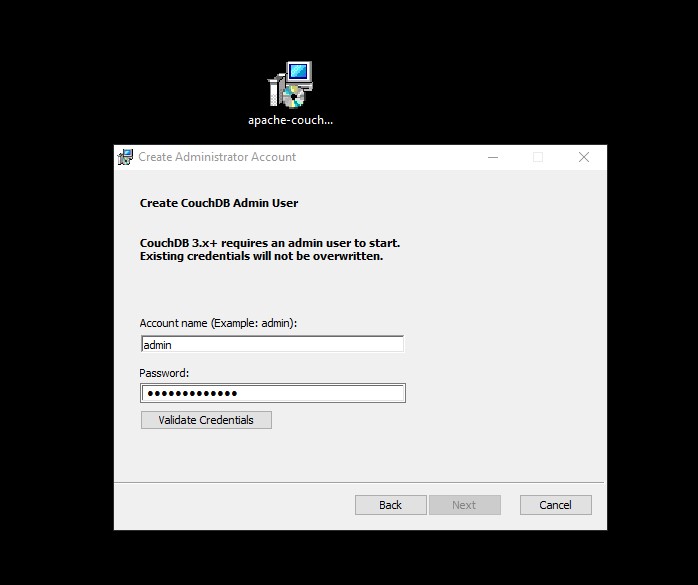 apache-couch...
Create Administrator Account
Create CouchDB Admin User
CouchDB 3.x+ requires an admin user to start.
Existing credentials will not be overwritten.
Account name (Example: admin):
admin
Password:
●●●●●●●●●●●●●
Validate Credentials
Back Next Cancel